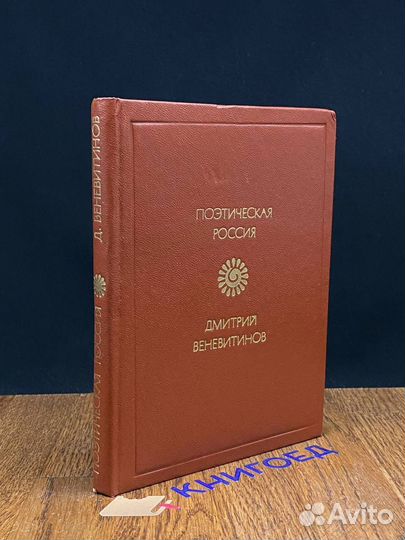 ПОЭТИЧЕСКАЯ
РОССИЯ
ДМИТРИЙ
ВЕНЕВИТИНОВ
Д. ВЕНЕВИТИНОВ
ПОЭТИЧЕСКАЯ РОССИЯ
КНИГОЕД
Avito